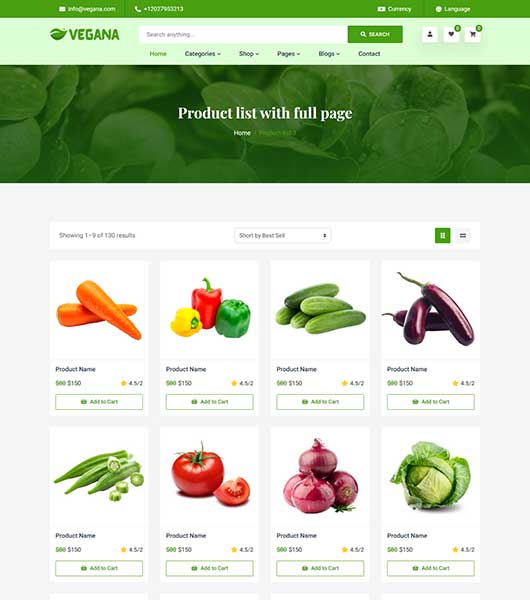 info@vegana.com +12027953213 Currency Language
VEGANA Search anything... SEARCH 0 0
Home Categories Shop Pages Blogs Contact
Product list with full page
Home / Product list 3
Showing 1–9 of 130 results Short by Best Sell
Product Name Product Name Product Name Product Name
$80 $150 4.5/2 $80 $150 4.5/2 $80 $150 4.5/2 $80 $150 4.5/2
Add to Cart Add to Cart Add to Cart Add to Cart
Product Name Product Name Product Name Product Name
$80 $150 4.5/2 $80 $150 4.5/2 $80 $150 4.5/2 $80 $150 4.5/2
Add to Cart Add to Cart Add to Cart Add to Cart